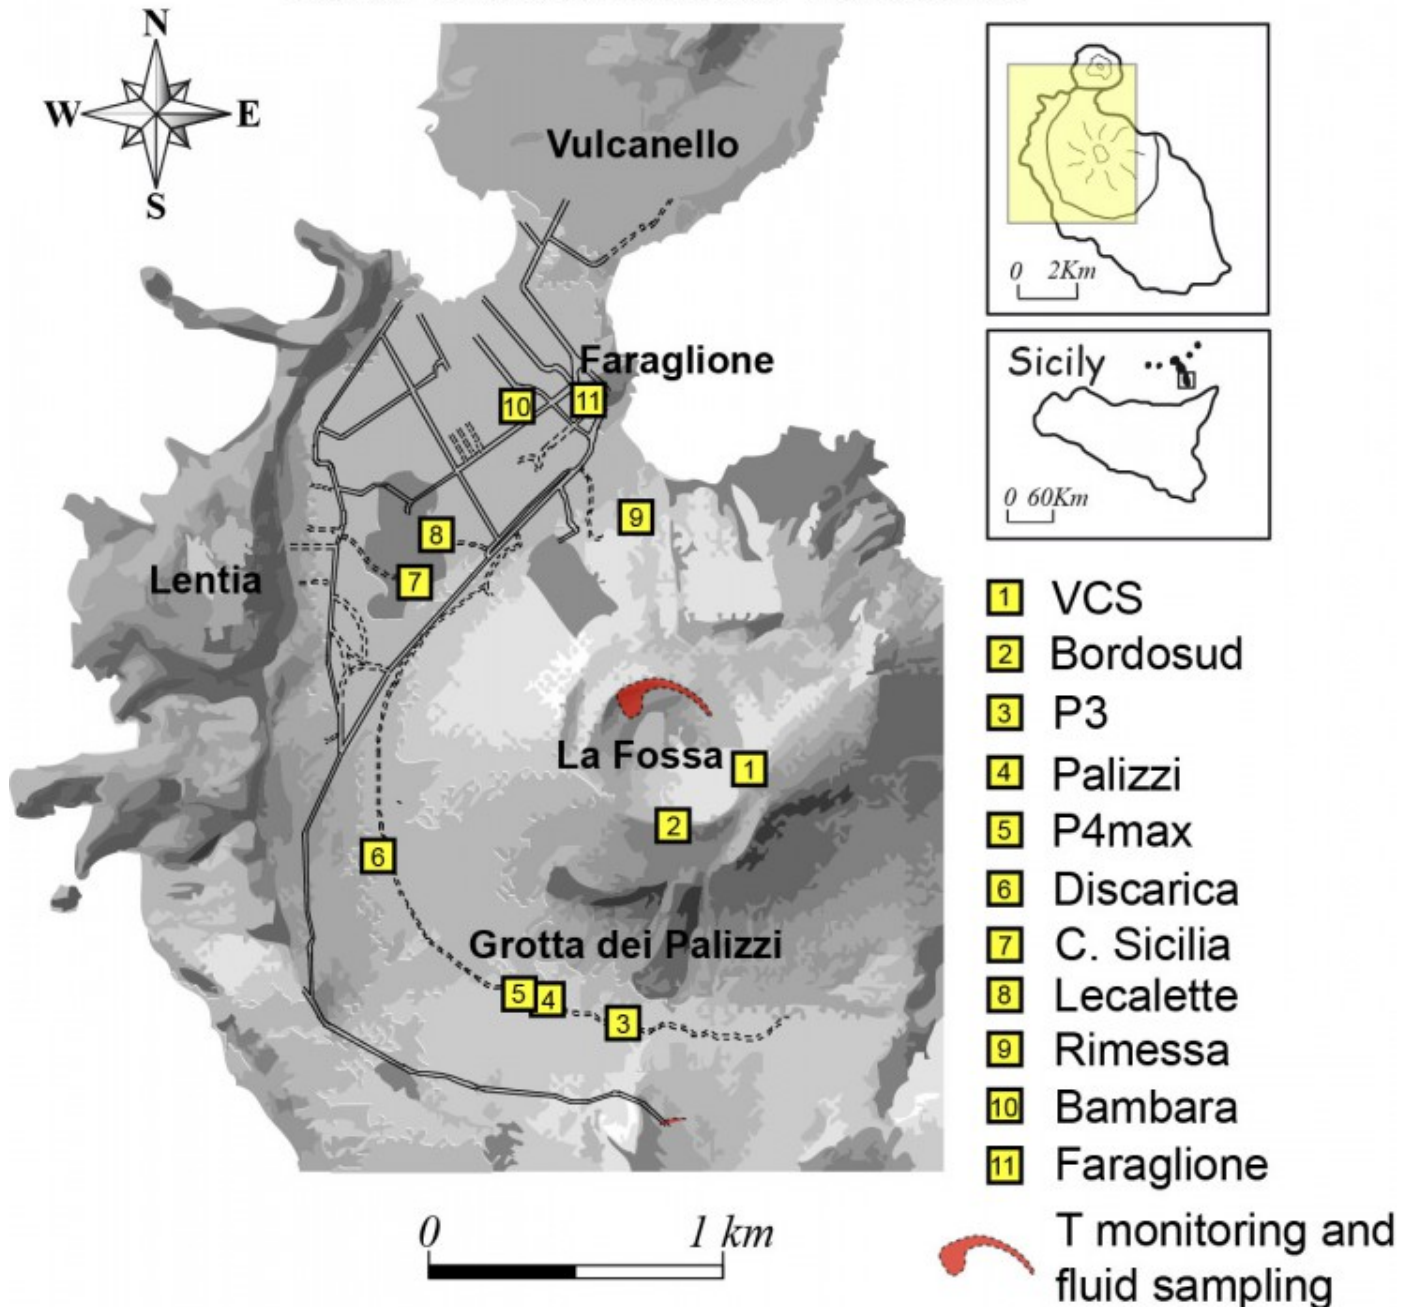 N
W E
S
Vulcanello
Faraglione
10
11
9
8
7
Lentia
La Fossa
1
2
6
Grotta dei Palizzi
5
4
3
0 1 km
0 2Km
Sicily
0 60Km
1 VCS
2 Bordosud
3 P3
4 Palizzi
5 P4max
6 Discarica
7 C. Sicilia
8 Lecalette
9 Rimessa
10 Bambara
11 Faraglione
T monitoring and
fluid sampling